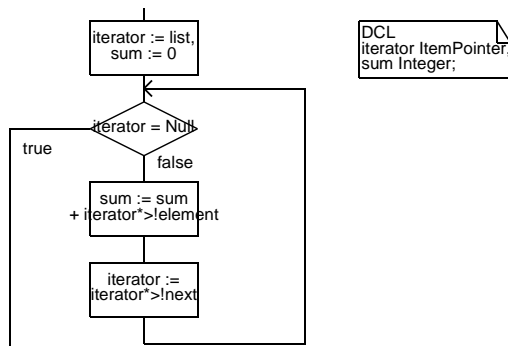 iterator := list,
sum := 0
DCL
iterator ItemPointer,
sum Integer;
iterator = Null
true
false
sum := sum
+ iterator*>!element
iterator :=
iterator*>!next